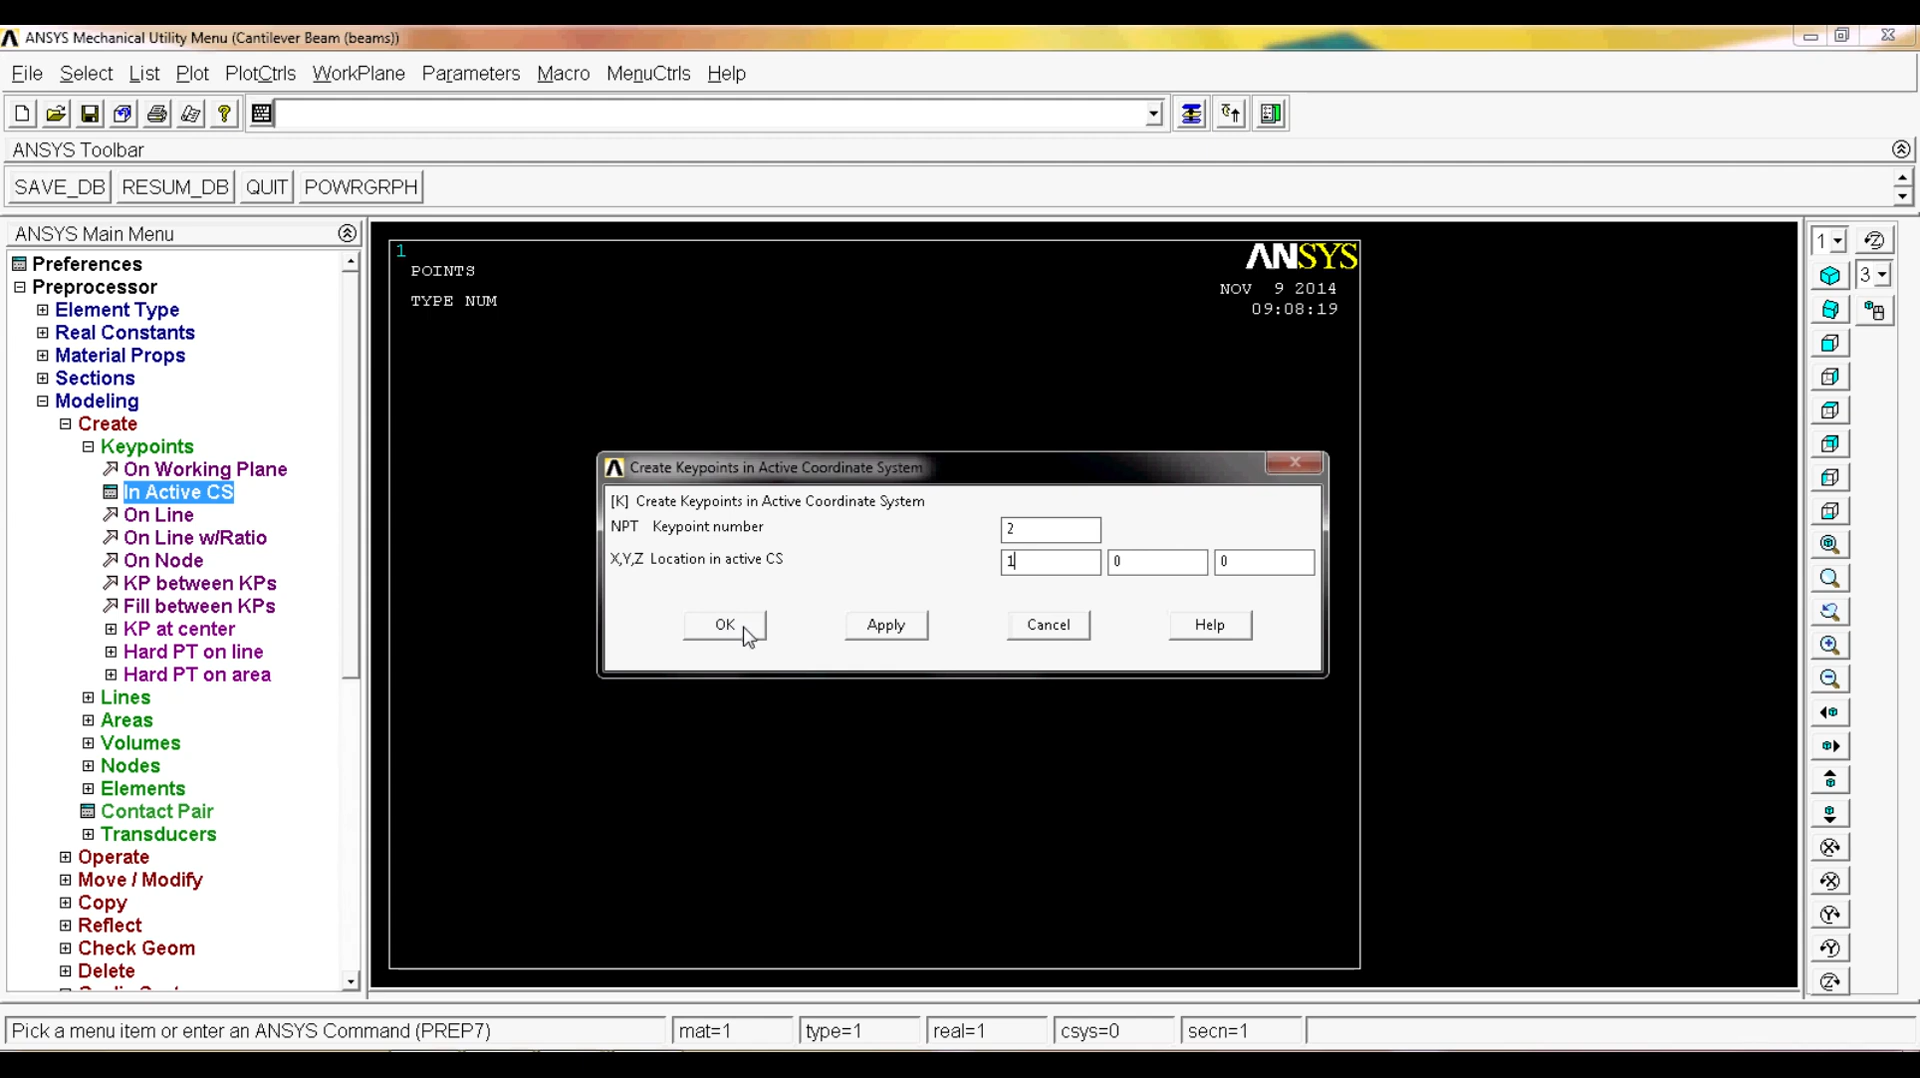 ANSYS Mechanical Utility Menu (Cantilever Beam (beams))
File Select List Plot PlotCtrls WorkPlane Parameters Macro MenuCtrls Help
ANSYS Toolbar
SAVE_DB RESUM_DB QUIT POWRGRPH
ANSYS Main Menu
Preferences
Preprocessor
Element Type
Real Constants
Material Props
Sections
Modeling
Create
Keypoints
On Working Plane
In Active CS
On Line
On Line w/Ratio
On Node
KP between KPs
Fill between KPs
KP at center
Hard PT on line
Hard PT on area
Lines
Areas
Volumes
Nodes
Elements
Contact Pair
Transducers
Operate
Move / Modify
Copy
Reflect
Check Geom
Delete
1
POINTS
TYPE NUM
ANSYS
NOV 9 2014
09:08:19
Create Keypoints in Active Coordinate System
[K] Create Keypoints in Active Coordinate System
NPT Keypoint number 2
X,Y,Z Location in active CS 1 0 0
OK Apply Cancel Help
1
3
Pick a menu item or enter an ANSYS Command (PREP7) mat=1 type=1 real=1 csys=0 secn=1